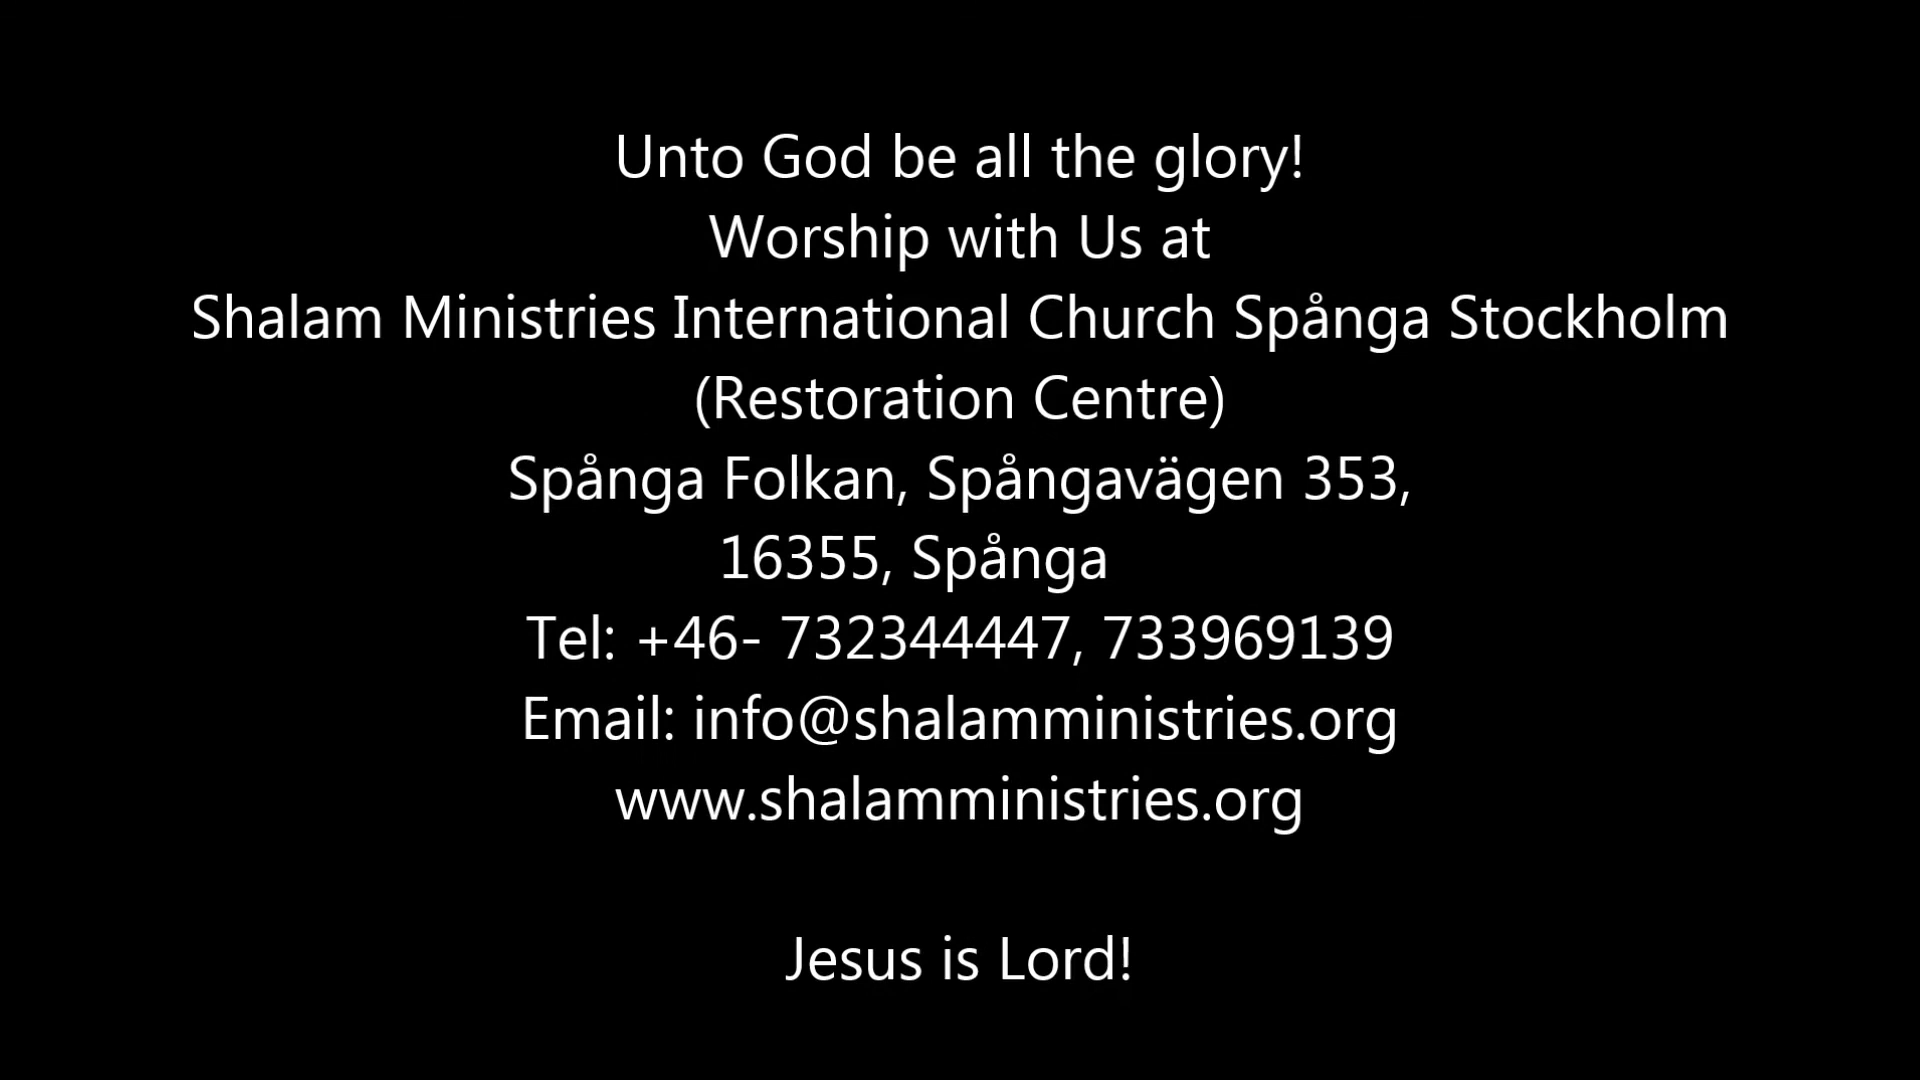 Unto God be all the glory!
Worship with Us at
Shalam Ministries International Church Spånga Stockholm
(Restoration Centre)
Spånga Folkan, Spångavägen 353,
16355, Spånga
Tel: +46- 732344447, 733969139
Email: info@shalamministries.org
www.shalamministries.org
Jesus is Lord!